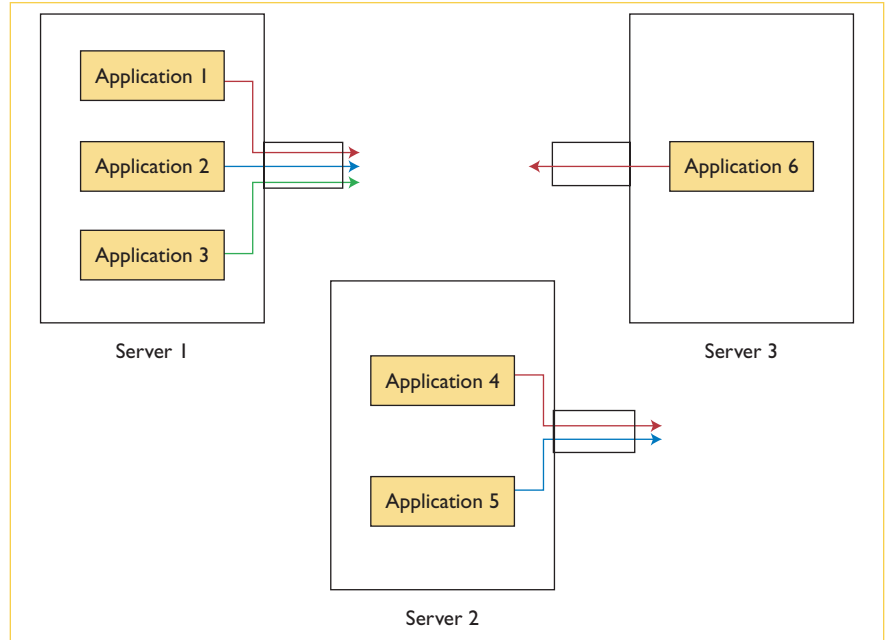 Application 1
Application 2
Application 3
Server 1
Application 6
Server 3
Application 4
Application 5
Server 2